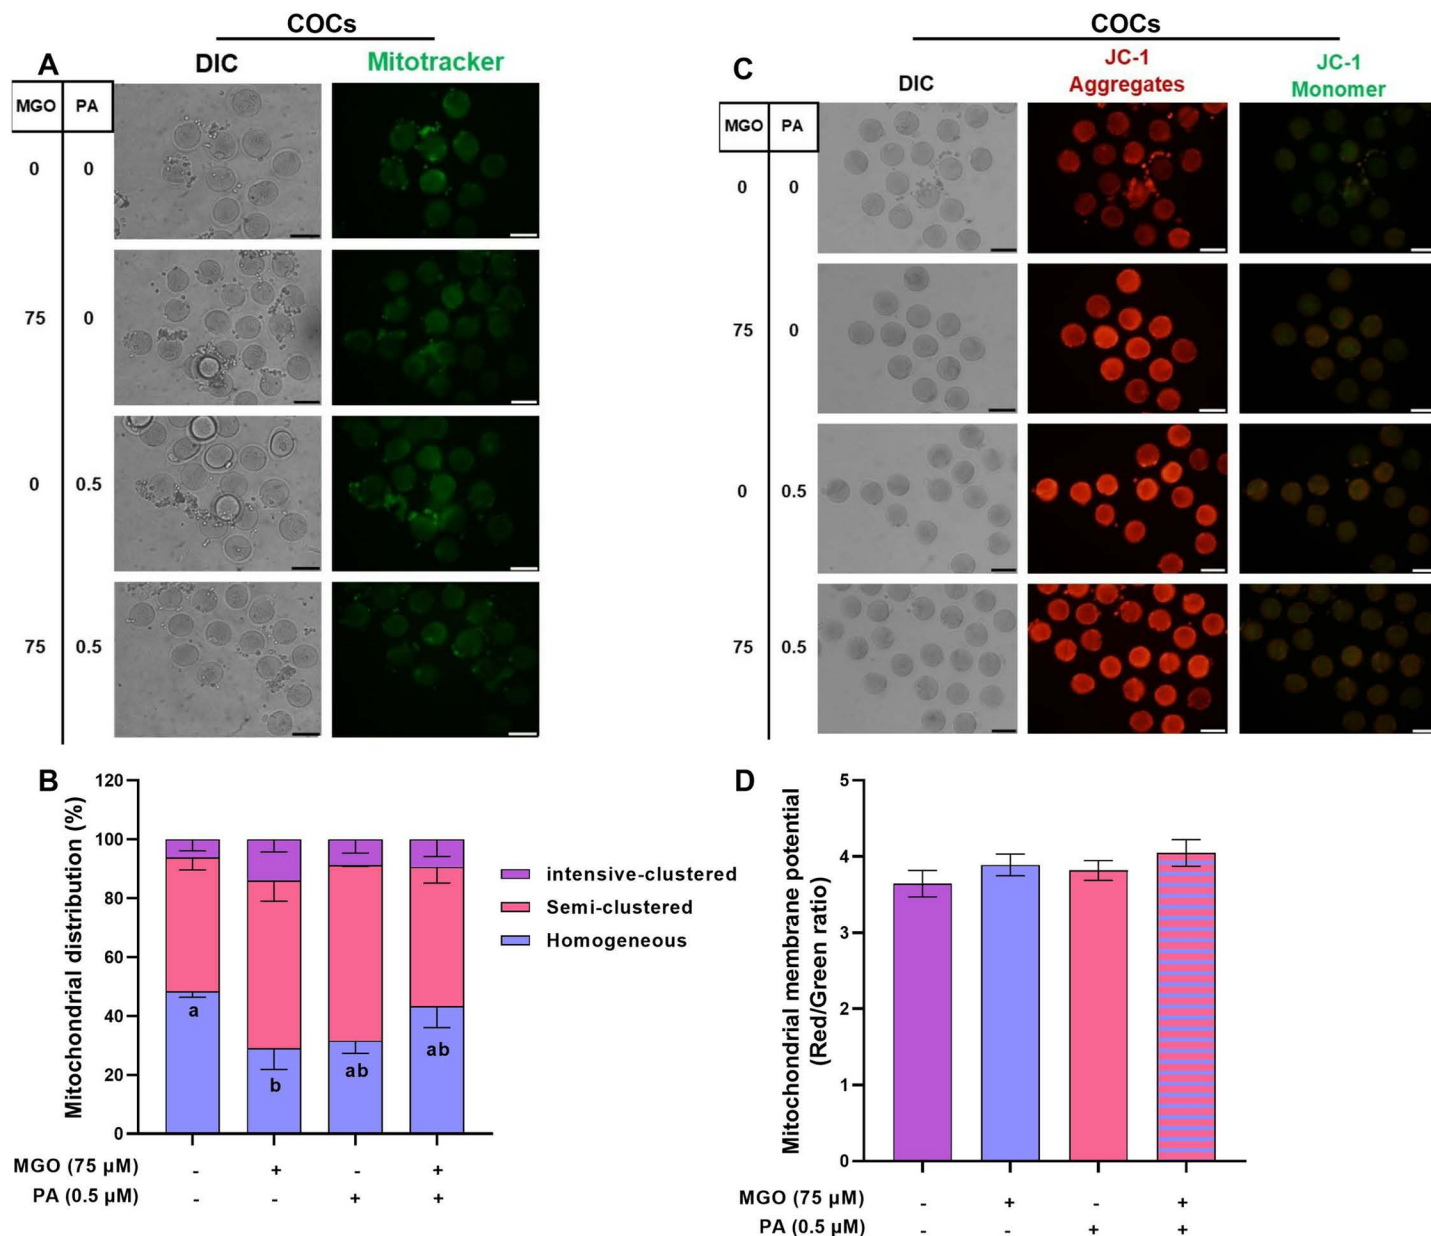 COCs
A
DIC
Mitotracker
MGO PA
0 0
75 0
0 0.5
75 0.5
COCs
C
DIC
JC-1
Aggregates
JC-1
Monomer
MGO PA
0 0
75 0
0 0.5
75 0.5
B
Mitochondrial distribution (%)
120
100
80
60
40
20
0
a
b
ab
ab
intensive-clustered
Semi-clustered
Homogeneous
MGO (75 µM) - + - +
PA (0.5 µM) - - + +
D
Mitochondrial membrane potential
(Red/Green ratio)
5
4
3
2
1
0
MGO (75 µM) - + - +
PA (0.5 µM) - - + +